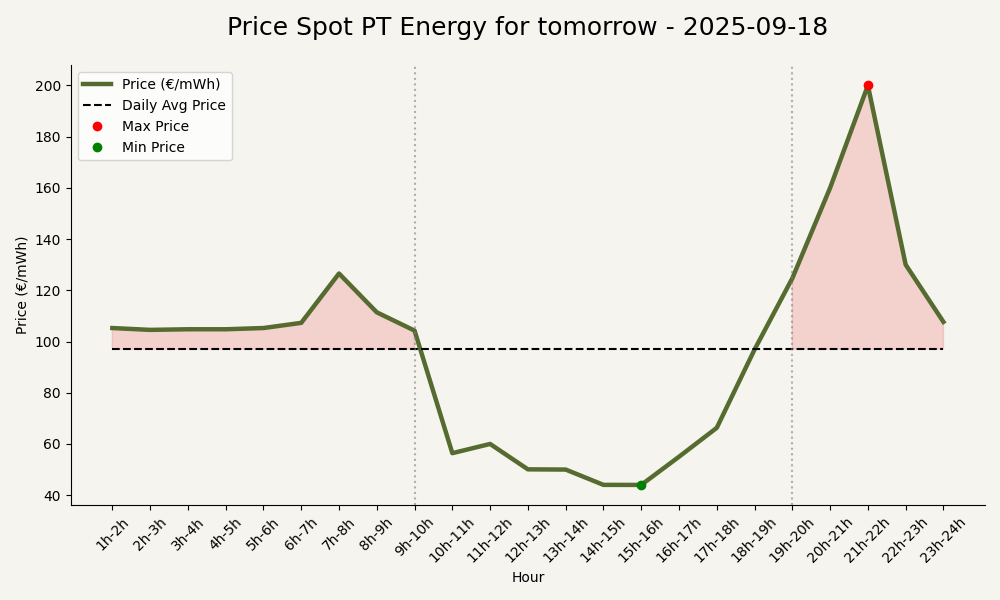 Price Spot PT Energy for tomorrow - 2025-09-18
Price (€/mWh)
Daily Avg Price
Max Price
Min Price
Price (€/mWh)
200
180
160
140
120
100
80
60
40
1h-2h
2h-3h
3h-4h
4h-5h
5h-6h
6h-7h
7h-8h
8h-9h
9h-10h
10h-11h
11h-12h
12h-13h
13h-14h
14h-15h
15h-16h
16h-17h
17h-18h
18h-19h
19h-20h
20h-21h
21h-22h
22h-23h
23h-24h
Hour